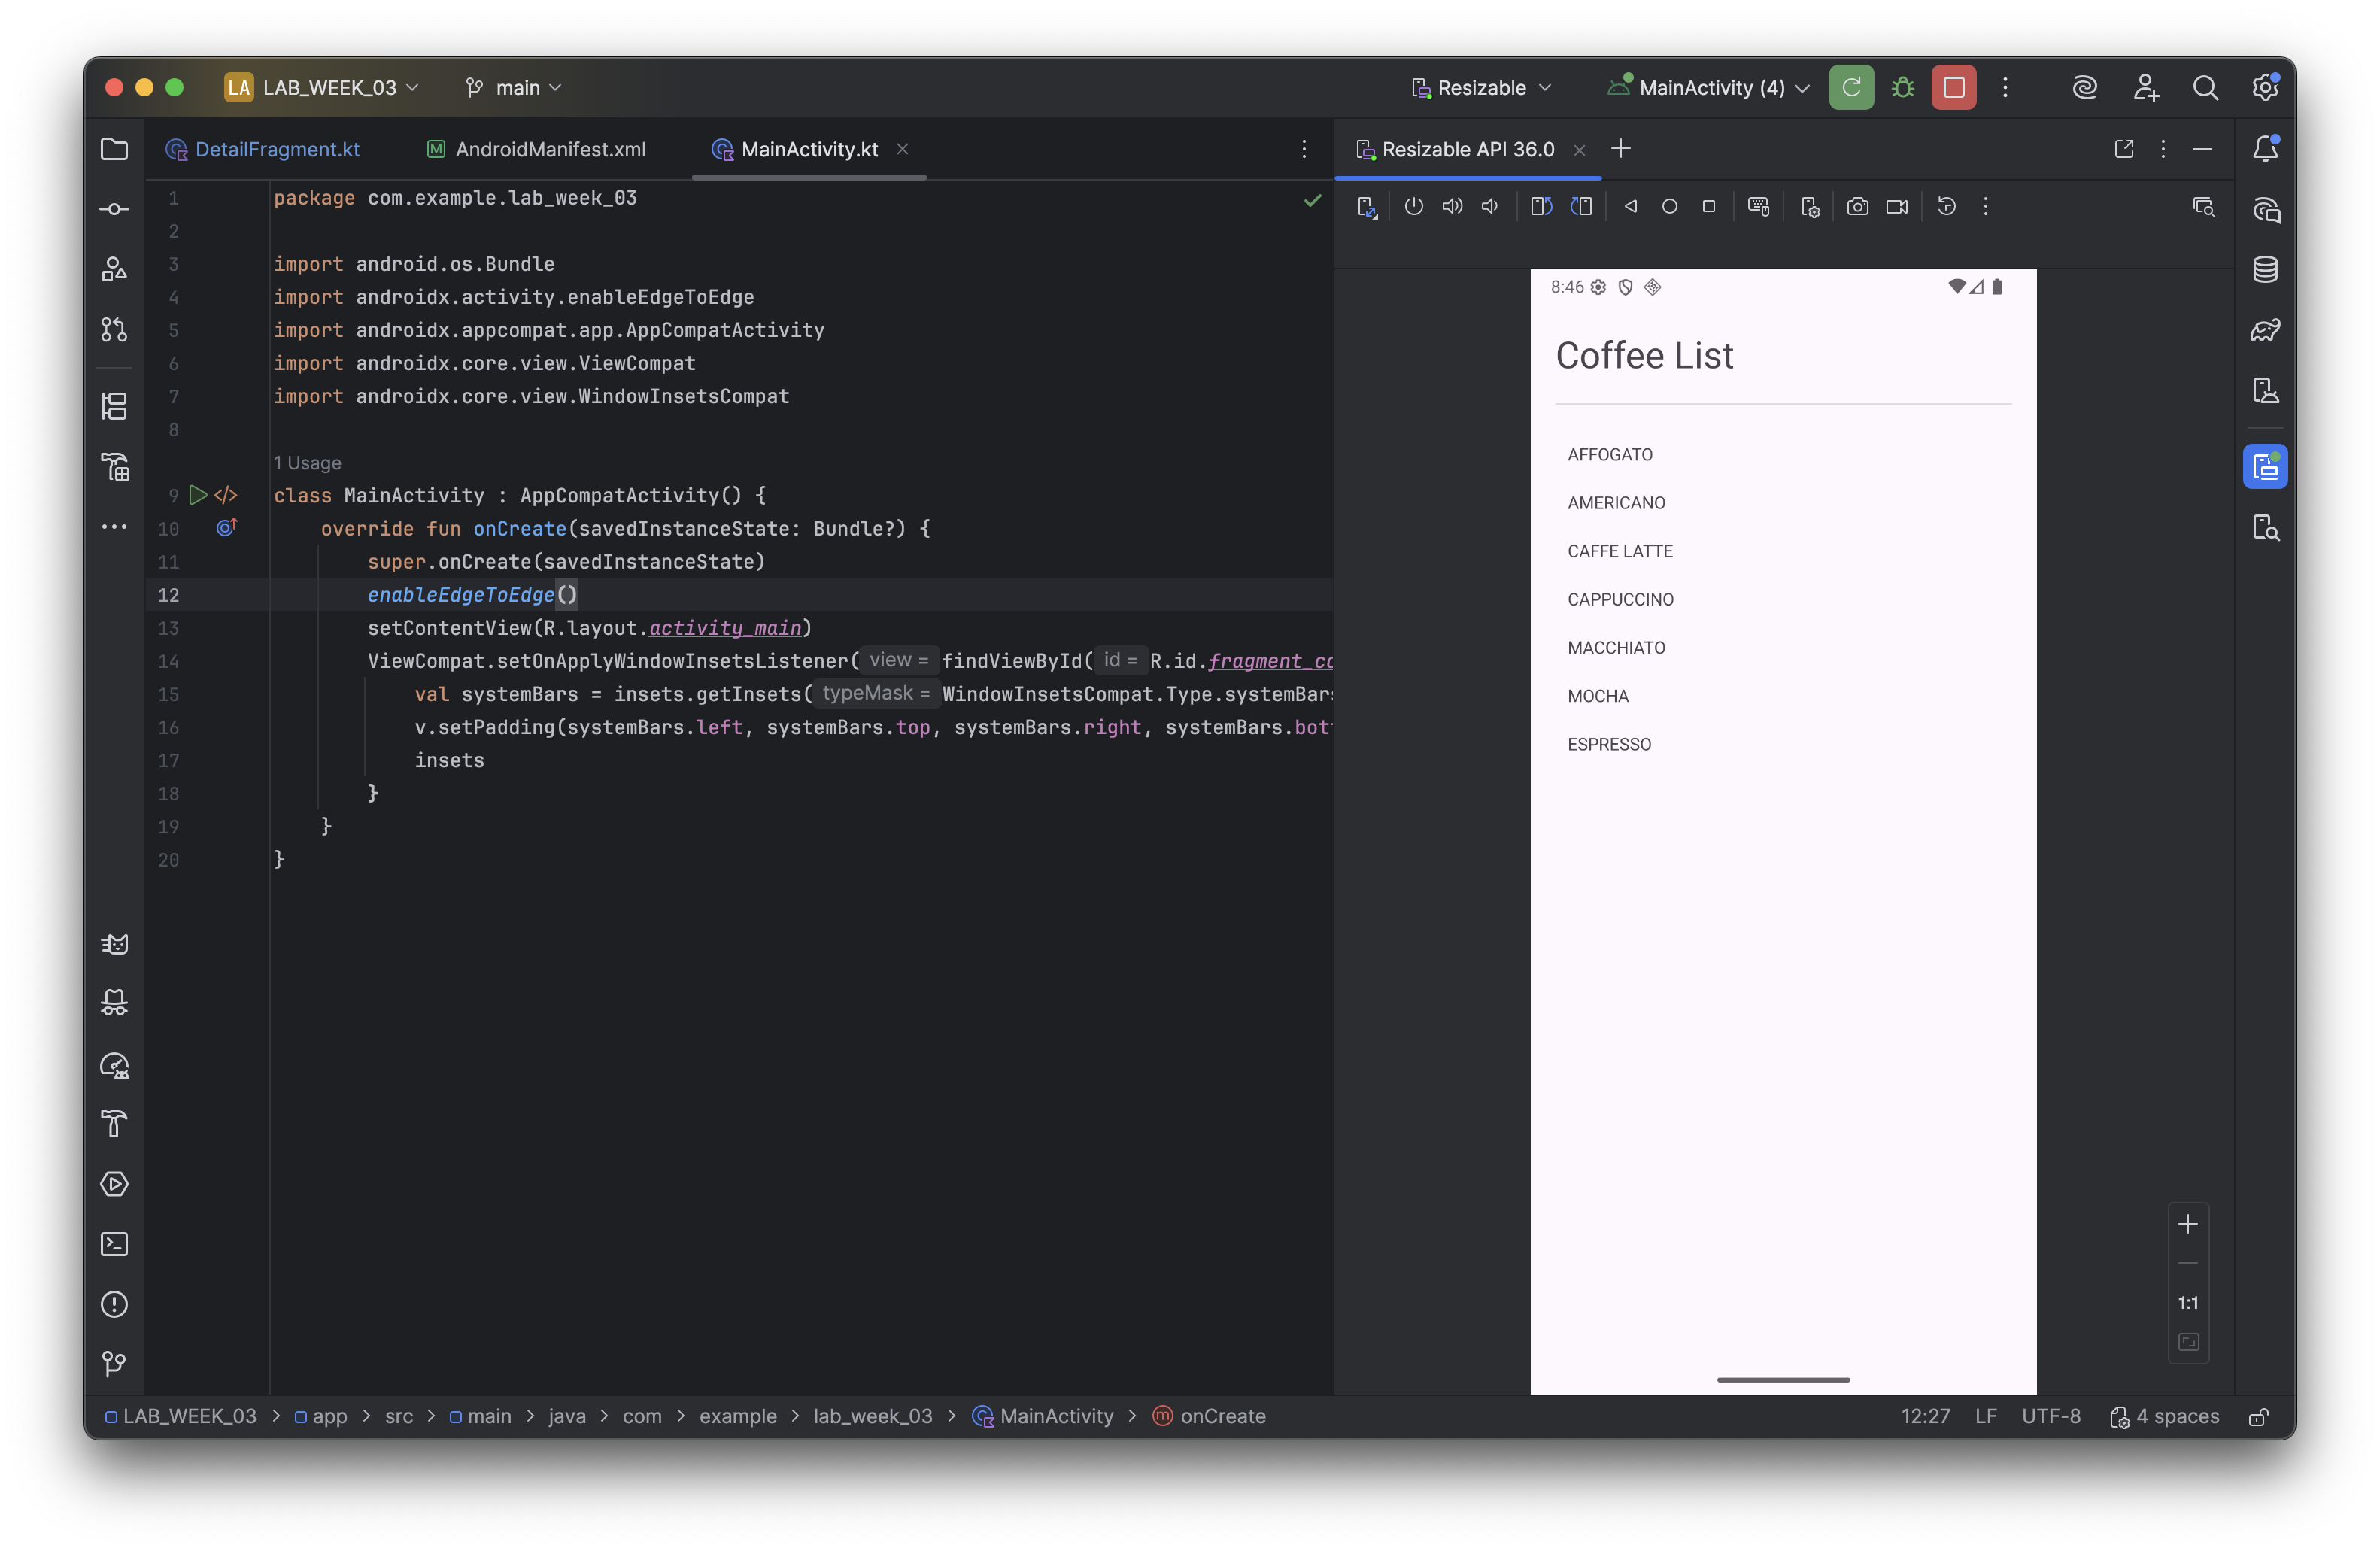 LA LAB_WEEK_03 main Resizable MainActivity (4)
DetailFragment.kt AndroidManifest.xml MainActivity.kt
1 package com.example.lab_week_03
2
3 import android.os.Bundle
4 import androidx.activity.enableEdgeToEdge
5 import androidx.appcompat.app.AppCompatActivity
6 import androidx.core.view.ViewCompat
7 import androidx.core.view.WindowInsetsCompat
8
1 Usage
9 class MainActivity : AppCompatActivity() {
10 override fun onCreate(savedInstanceState: Bundle?) {
11 super.onCreate(savedInstanceState)
12 enableEdgeToEdge()
13 setContentView(R.layout.activity_main)
14 ViewCompat.setOnApplyWindowInsetsListener( view = findViewById( id = R.id.fragment_co
15 val systemBars = insets.getInsets( typeMask = WindowInsetsCompat.Type.systemBars
16 v.setPadding(systemBars.left, systemBars.top, systemBars.right, systemBars.bott
17 insets
18 }
19 }
20 }
Resizable API 36.0
8:46
Coffee List
AFFOGATO
AMERICANO
CAFFE LATTE
CAPPUCCINO
MACCHIATO
MOCHA
ESPRESSO
1:1
LAB_WEEK_03 > app > src > main > java > com > example > lab_week_03 > MainActivity > onCreate
12:27 LF UTF-8 4 spaces